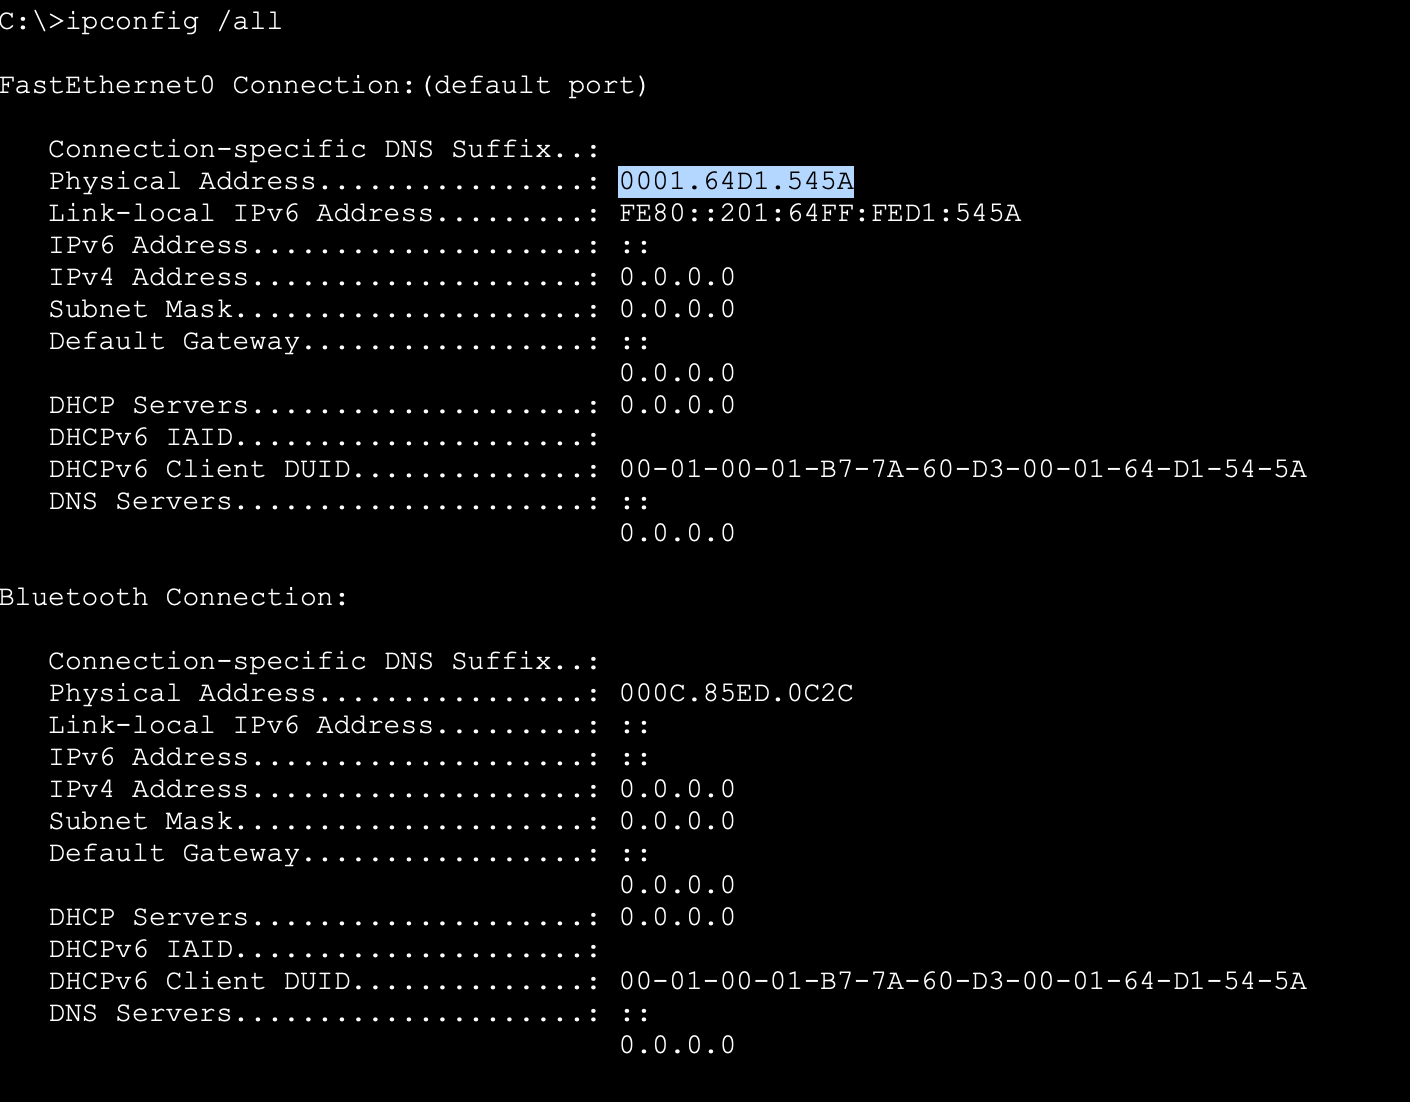 C:\>ipconfig /all
FastEthernet0 Connection:(default port)
Connection-specific DNS Suffix..:
Physical Address................: 0001.64D1.545A
Link-local IPv6 Address.........: FE80::201:64FF:FED1:545A
IPv6 Address....................: ::
IPv4 Address....................: 0.0.0.0
Subnet Mask.....................: 0.0.0.0
Default Gateway.................: ::
0.0.0.0
DHCP Servers....................: 0.0.0.0
DHCPv6 IAID.....................:
DHCPv6 Client DUID..............: 00-01-00-01-B7-7A-60-D3-00-01-64-D1-54-5A
DNS Servers.....................: ::
0.0.0.0
Bluetooth Connection:
Connection-specific DNS Suffix..:
Physical Address................: 000C.85ED.0C2C
Link-local IPv6 Address.........: ::
IPv6 Address....................: ::
IPv4 Address....................: 0.0.0.0
Subnet Mask.....................: 0.0.0.0
Default Gateway.................: ::
0.0.0.0
DHCP Servers....................: 0.0.0.0
DHCPv6 IAID.....................:
DHCPv6 Client DUID..............: 00-01-00-01-B7-7A-60-D3-00-01-64-D1-54-5A
DNS Servers.....................: ::
0.0.0.0